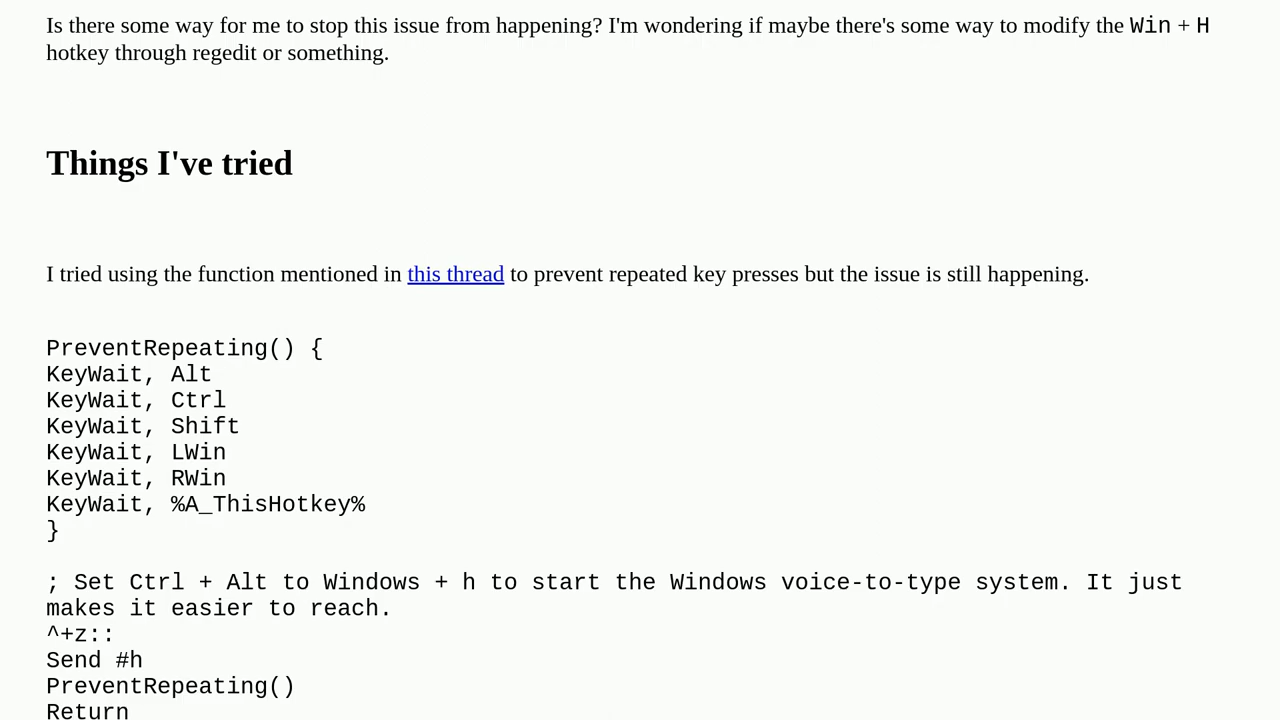 Is there some way for me to stop this issue from happening? I'm wondering if maybe there's some way to modify the Win + H
hotkey through regedit or something.
Things I've tried
I tried using the function mentioned in this thread to prevent repeated key presses but the issue is still happening.
PreventRepeating() {
KeyWait, Alt
KeyWait, Ctrl
KeyWait, Shift
KeyWait, LWin
KeyWait, RWin
KeyWait, %A_ThisHotkey%
}
; Set Ctrl + Alt to Windows + h to start the Windows voice-to-type system. It just
makes it easier to reach.
^+z::
Send #h
PreventRepeating()
Return